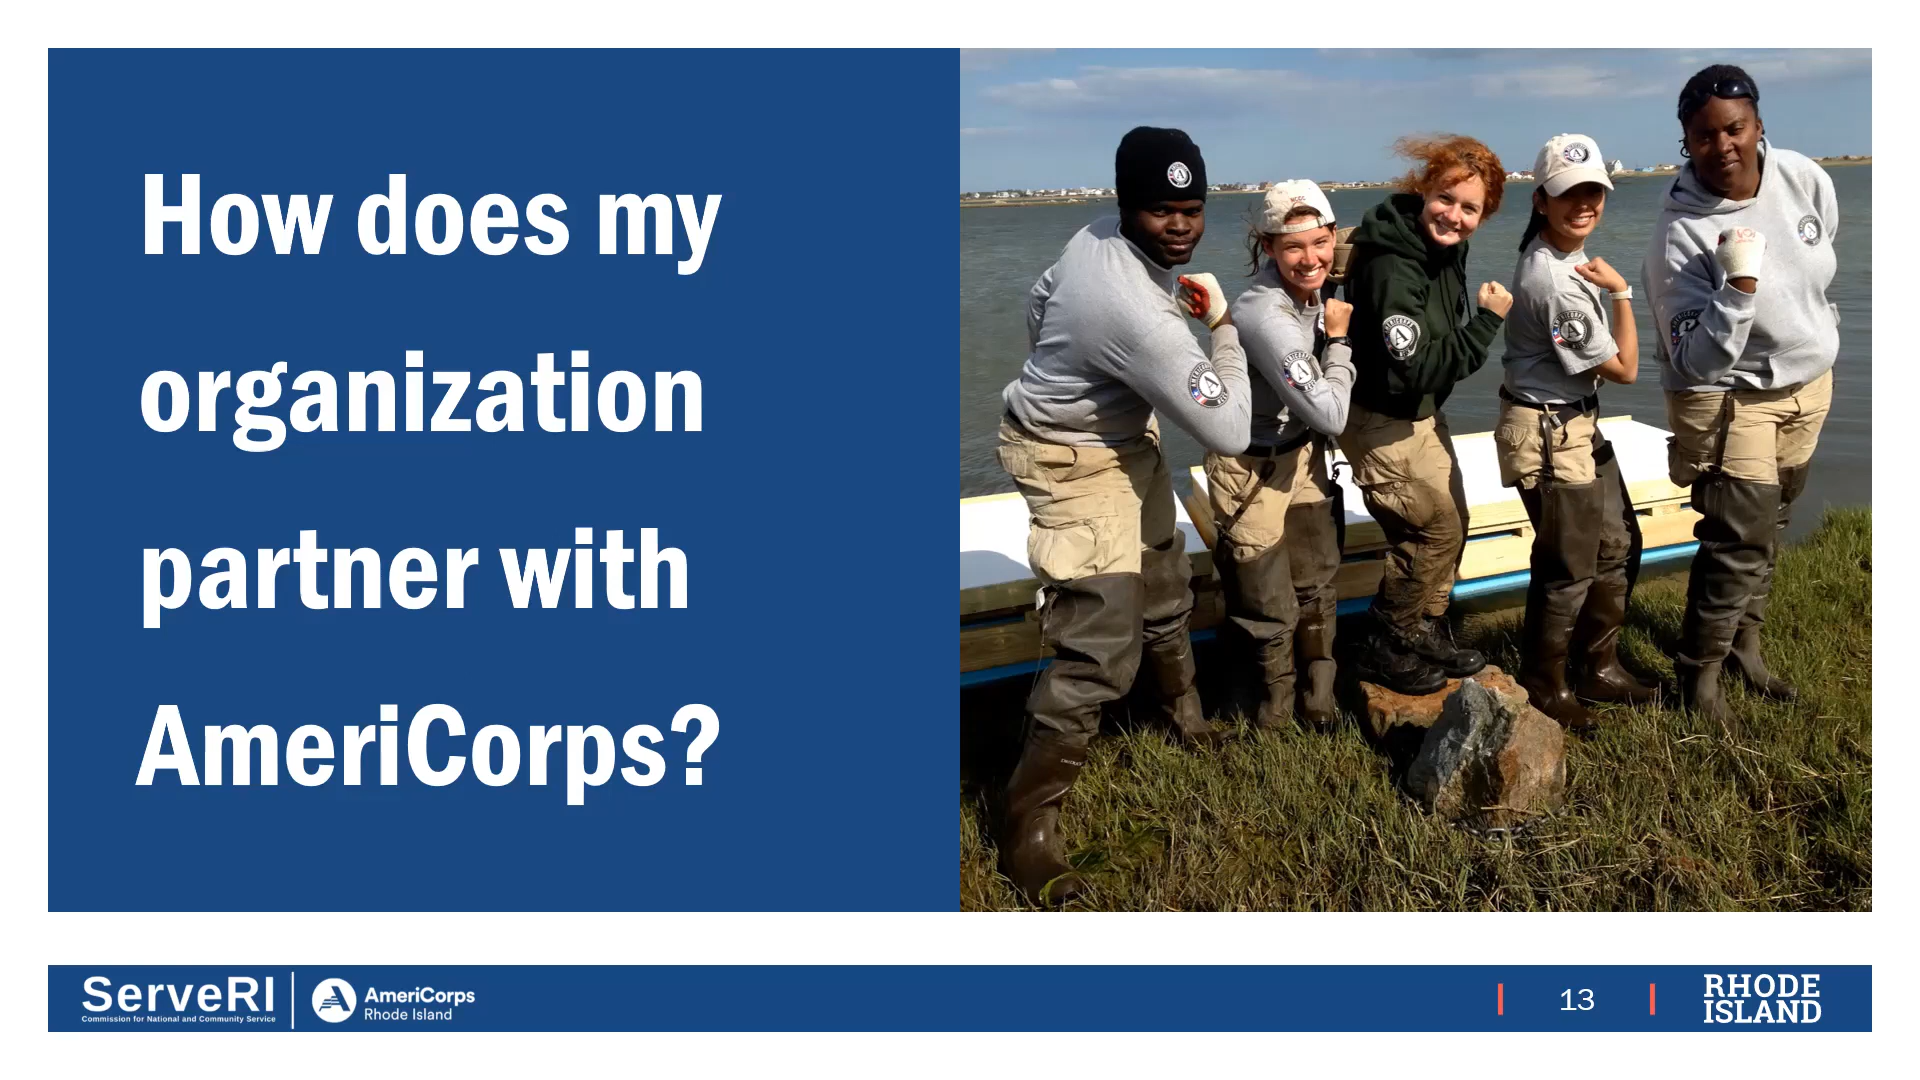 How does my
organization
partner with
AmeriCorps?
ServeRI
Commission for National and Community Service
AmeriCorps
Rhode Island
13
RHODE
ISLAND